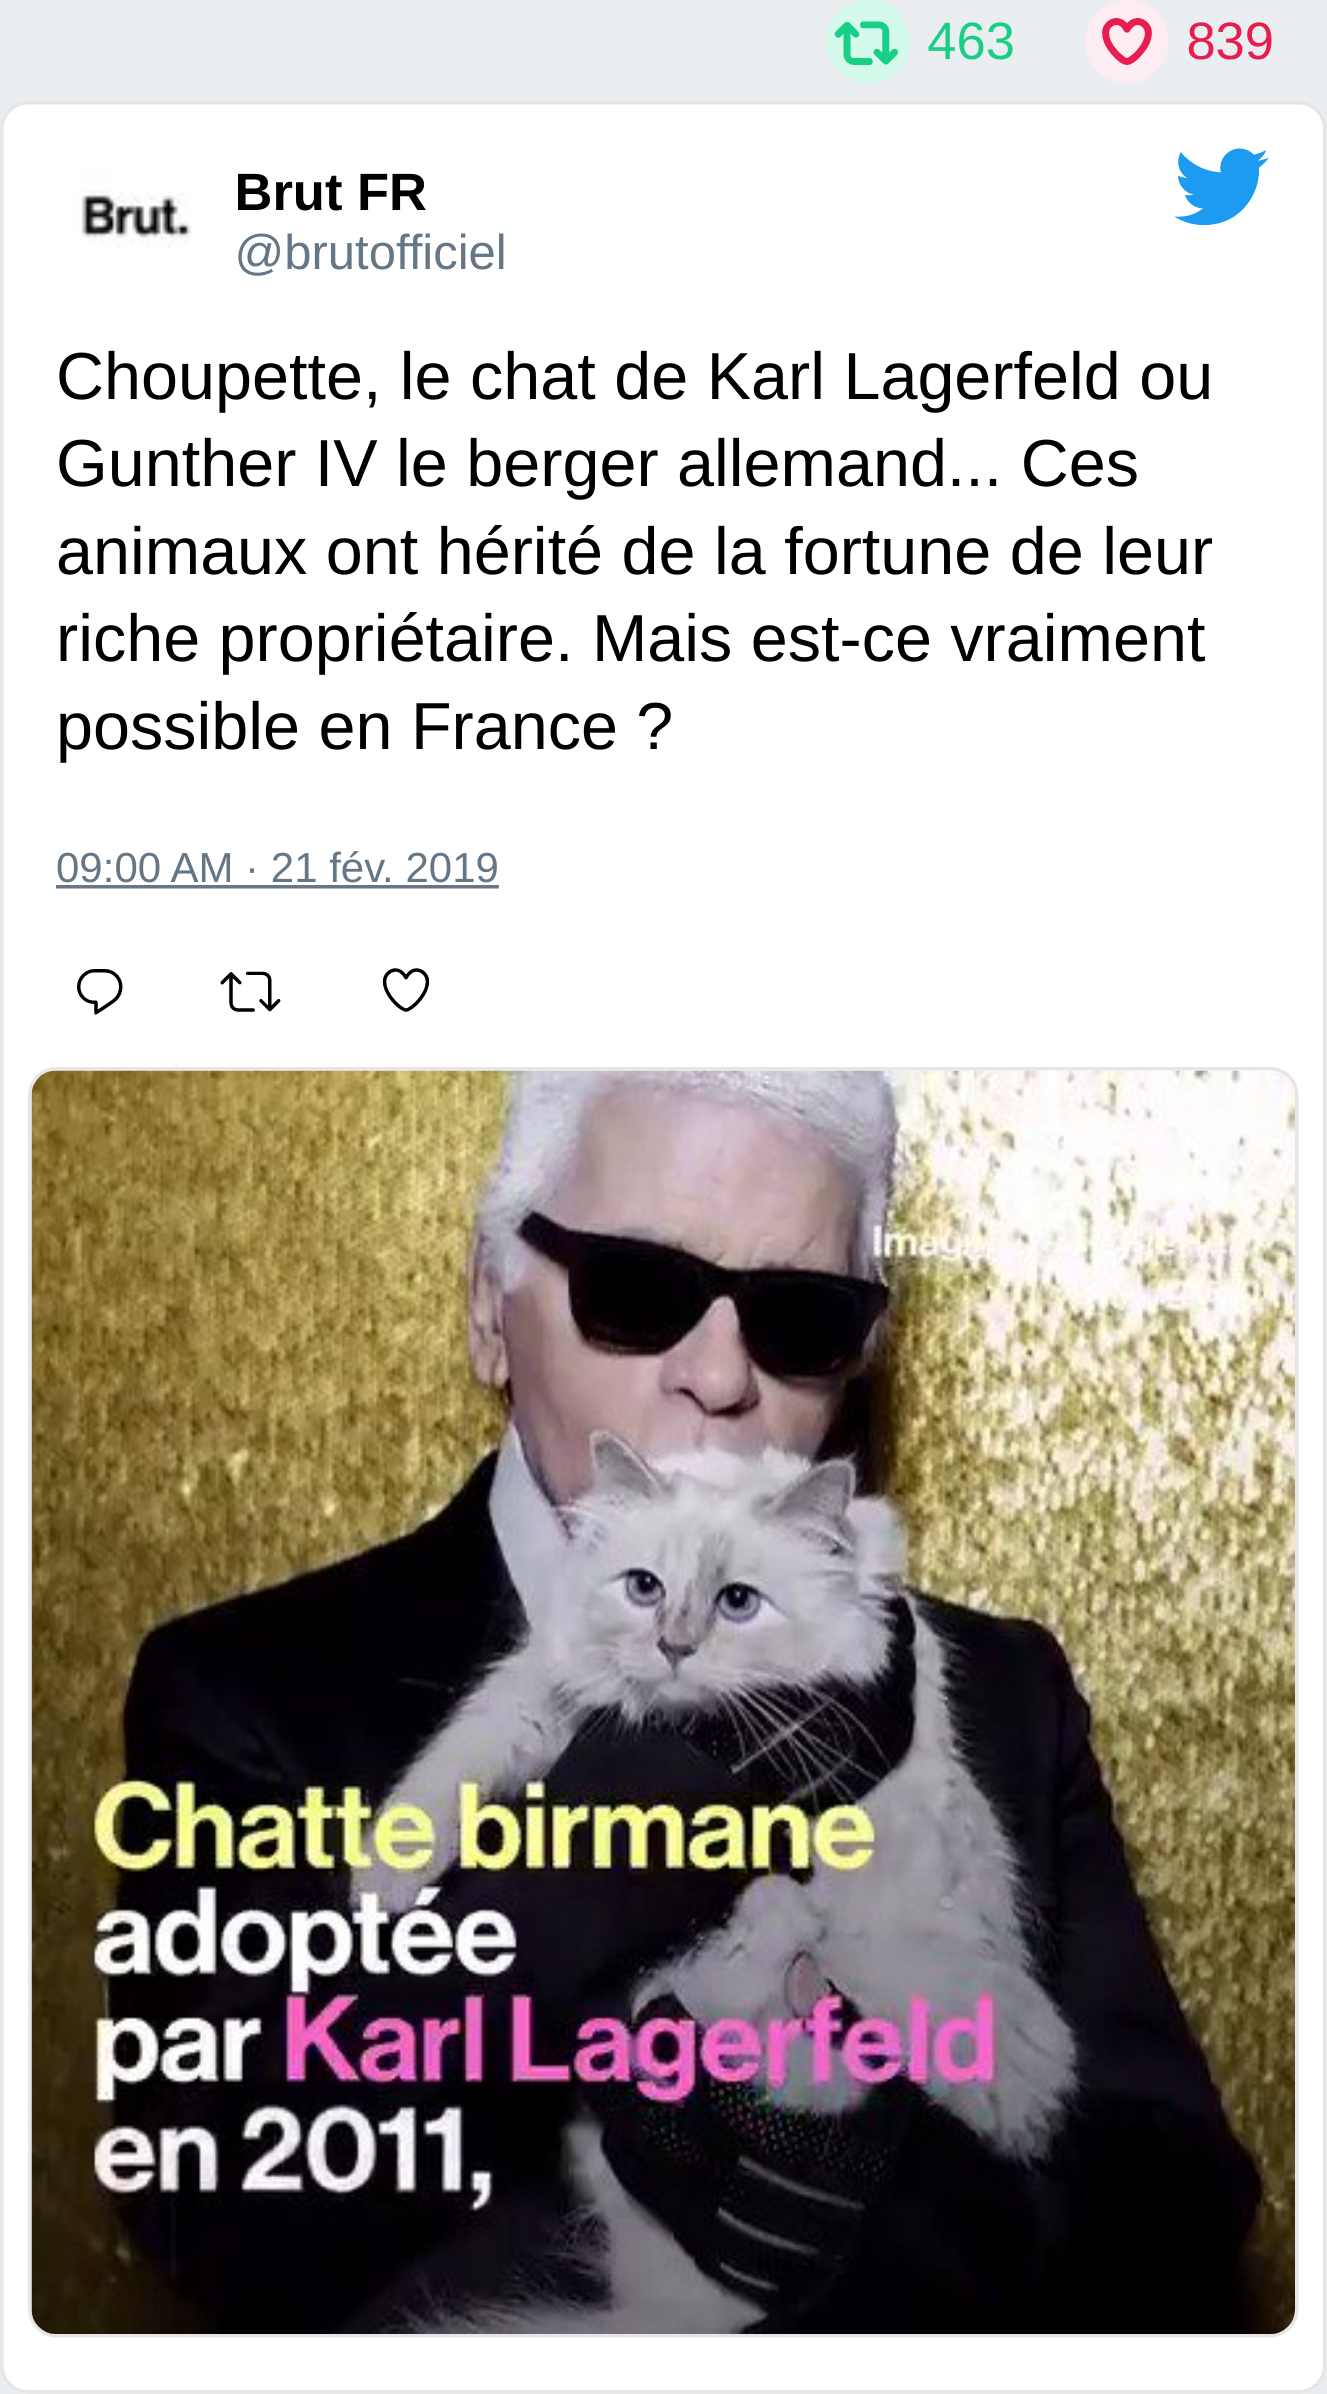 463 839
Brut. Brut FR
@brutofficiel
Choupette, le chat de Karl Lagerfeld ou
Gunther IV le berger allemand... Ces
animaux ont hérité de la fortune de leur
riche propriétaire. Mais est-ce vraiment
possible en France ?
09:00 AM · 21 fév. 2019
Chatte birmane
adoptée
par Karl Lagerfeld
en 2011,